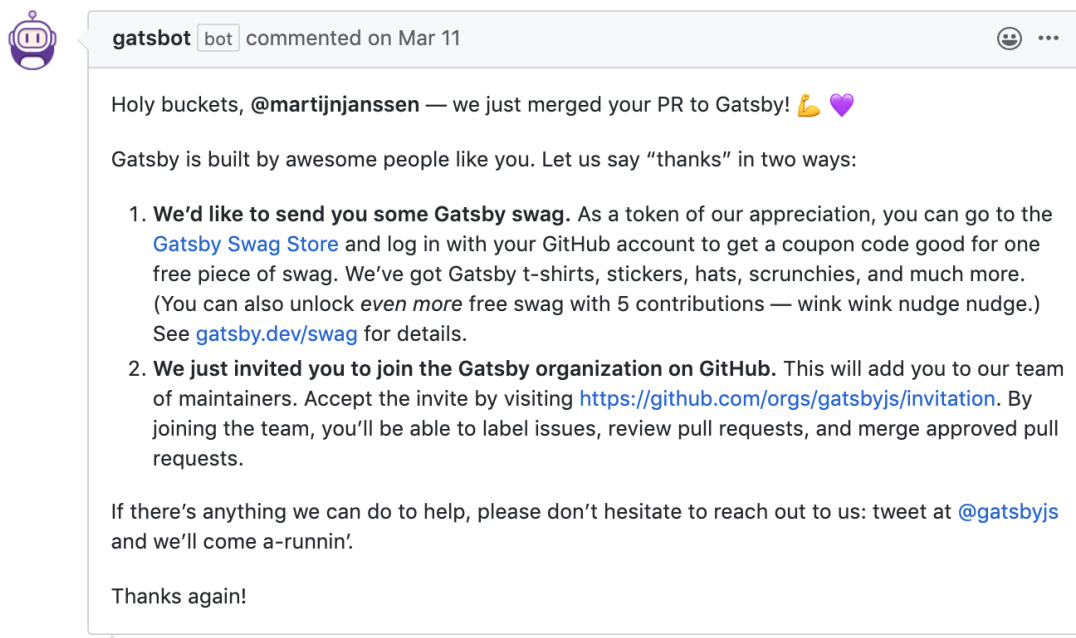 gatsbot bot commented on Mar 11
Holy buckets, @martijnjanssen — we just merged your PR to Gatsby! 💪 💜
Gatsby is built by awesome people like you. Let us say “thanks” in two ways:
1. We’d like to send you some Gatsby swag. As a token of our appreciation, you can go to the
Gatsby Swag Store and log in with your GitHub account to get a coupon code good for one
free piece of swag. We’ve got Gatsby t-shirts, stickers, hats, scrunchies, and much more.
(You can also unlock even more free swag with 5 contributions — wink wink nudge nudge.)
See gatsby.dev/swag for details.
2. We just invited you to join the Gatsby organization on GitHub. This will add you to our team
of maintainers. Accept the invite by visiting https://github.com/orgs/gatsbyjs/invitation. By
joining the team, you’ll be able to label issues, review pull requests, and merge approved pull
requests.
If there’s anything we can do to help, please don’t hesitate to reach out to us: tweet at @gatsbyjs
and we’ll come a-runnin’.
Thanks again!